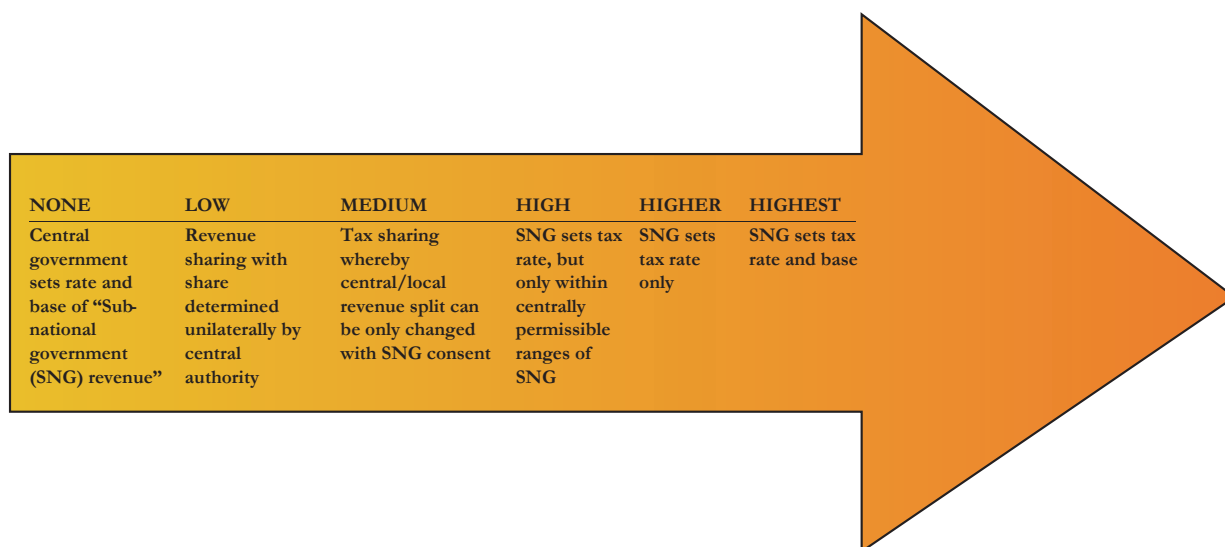 NONE
LOW
MEDIUM
HIGH
HIGHER
HIGHEST
Central
government
sets rate and
base of “Sub-
national
government
(SNG) revenue”
Revenue
sharing with
share
determined
unilaterally by
central
authority
Tax sharing
whereby
central/local
revenue split can
be only changed
with SNG consent
SNG sets tax
rate, but
only within
centrally
permissible
ranges of
SNG
SNG sets
tax rate
only
SNG sets tax
rate and base